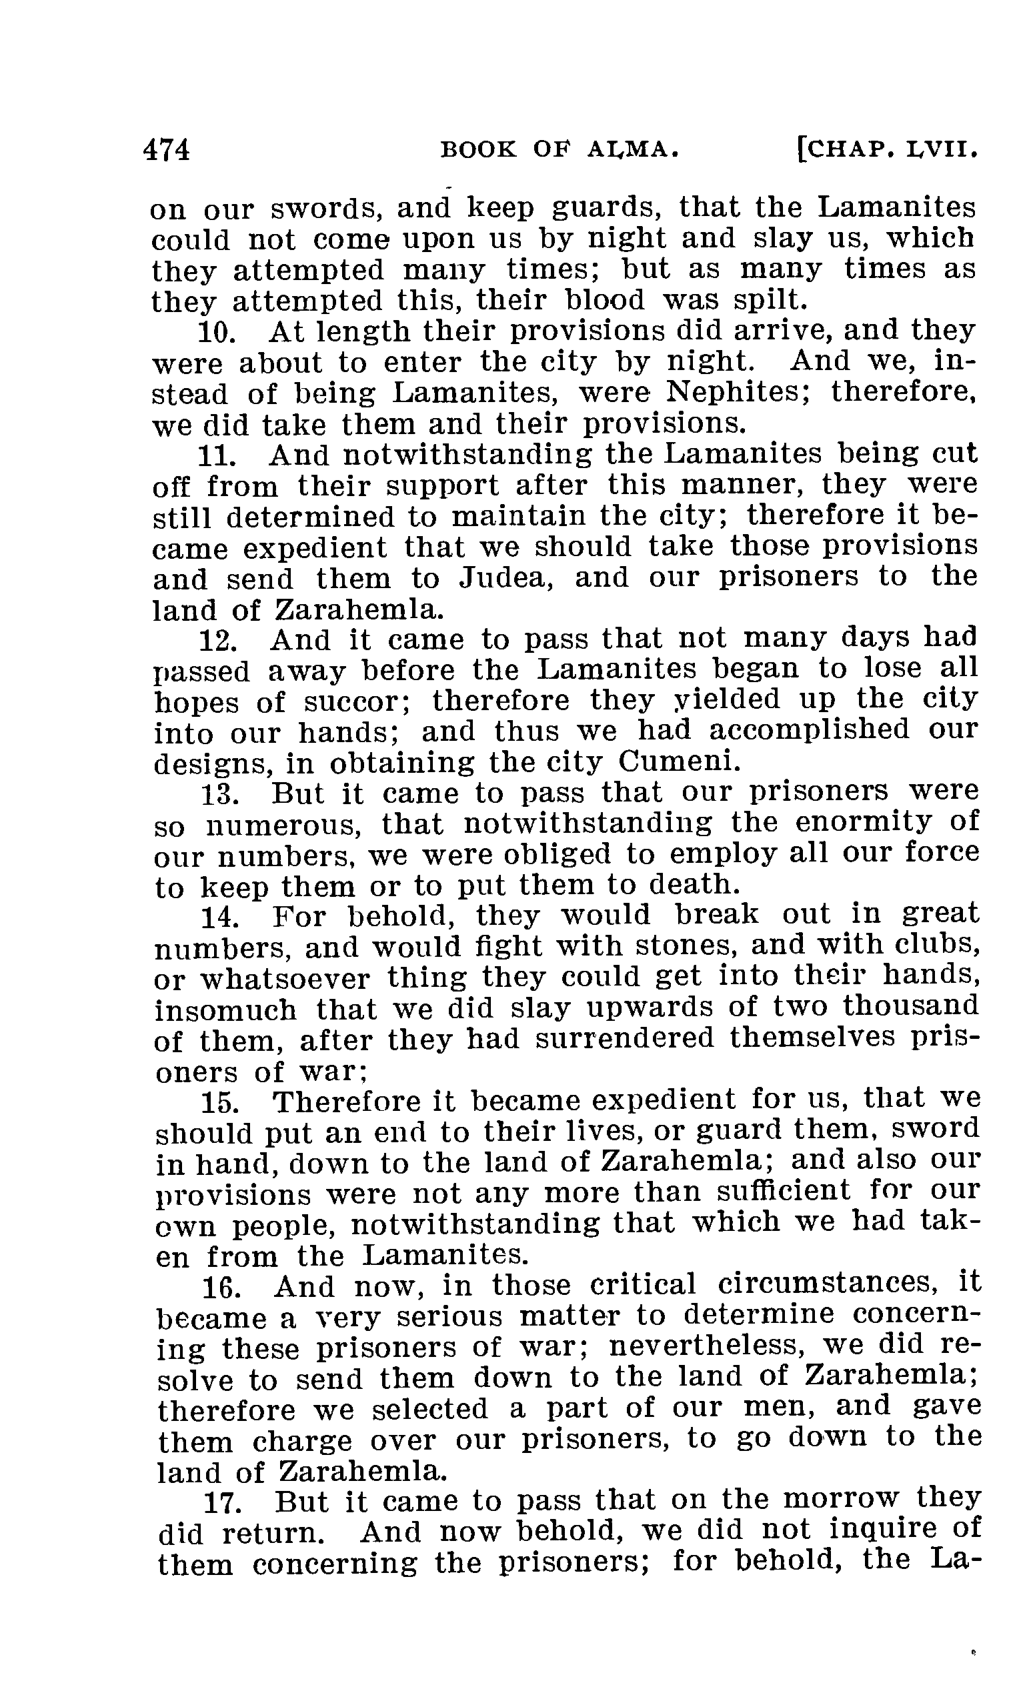 474 BOOK OF ALMA. [CHAP. LVII.
on our swords, and keep guards, that the Lamanites
could not come upon us by night and slay us, which
they attempted many times; but as many times as
they attempted this, their blood was spilt.
10. At length their provisions did arrive, and they
were about to enter the city by night. And we, in-
stead of being Lamanites, were Nephites; therefore,
we did take them and their provisions.
11. And notwithstanding the Lamanites being cut
off from their support after this manner, they were
still determined to maintain the city; therefore it be-
came expedient that we should take those provisions
and send them to Judea, and our prisoners to the
land of Zarahemla.
12. And it came to pass that not many days had
passed away before the Lamanites began to lose all
hopes of succor; therefore they yielded up the city
into our hands; and thus we had accomplished our
designs, in obtaining the city Cumeni.
13. But it came to pass that our prisoners were
so numerous, that notwithstanding the enormity of
our numbers, we were obliged to employ all our force
to keep them or to put them to death.
14. For behold, they would break out in great
numbers, and would fight with stones, and with clubs,
or whatsoever thing they could get into their hands,
insomuch that we did slay upwards of two thousand
of them, after they had surrendered themselves pris-
oners of war;
15. Therefore it became expedient for us, that we
should put an end to their lives, or guard them, sword
in hand, down to the land of Zarahemla; and also our
provisions were not any more than sufficient for our
own people, notwithstanding that which we had tak-
en from the Lamanites.
16. And now, in those critical circumstances, it
became a very serious matter to determine concern-
ing these prisoners of war; nevertheless, we did re-
solve to send them down to the land of Zarahemla;
therefore we selected a part of our men, and gave
them charge over our prisoners, to go down to the
land of Zarahemla.
17. But it came to pass that on the morrow they
did return. And now behold, we did not inquire of
them concerning the prisoners; for behold, the La-